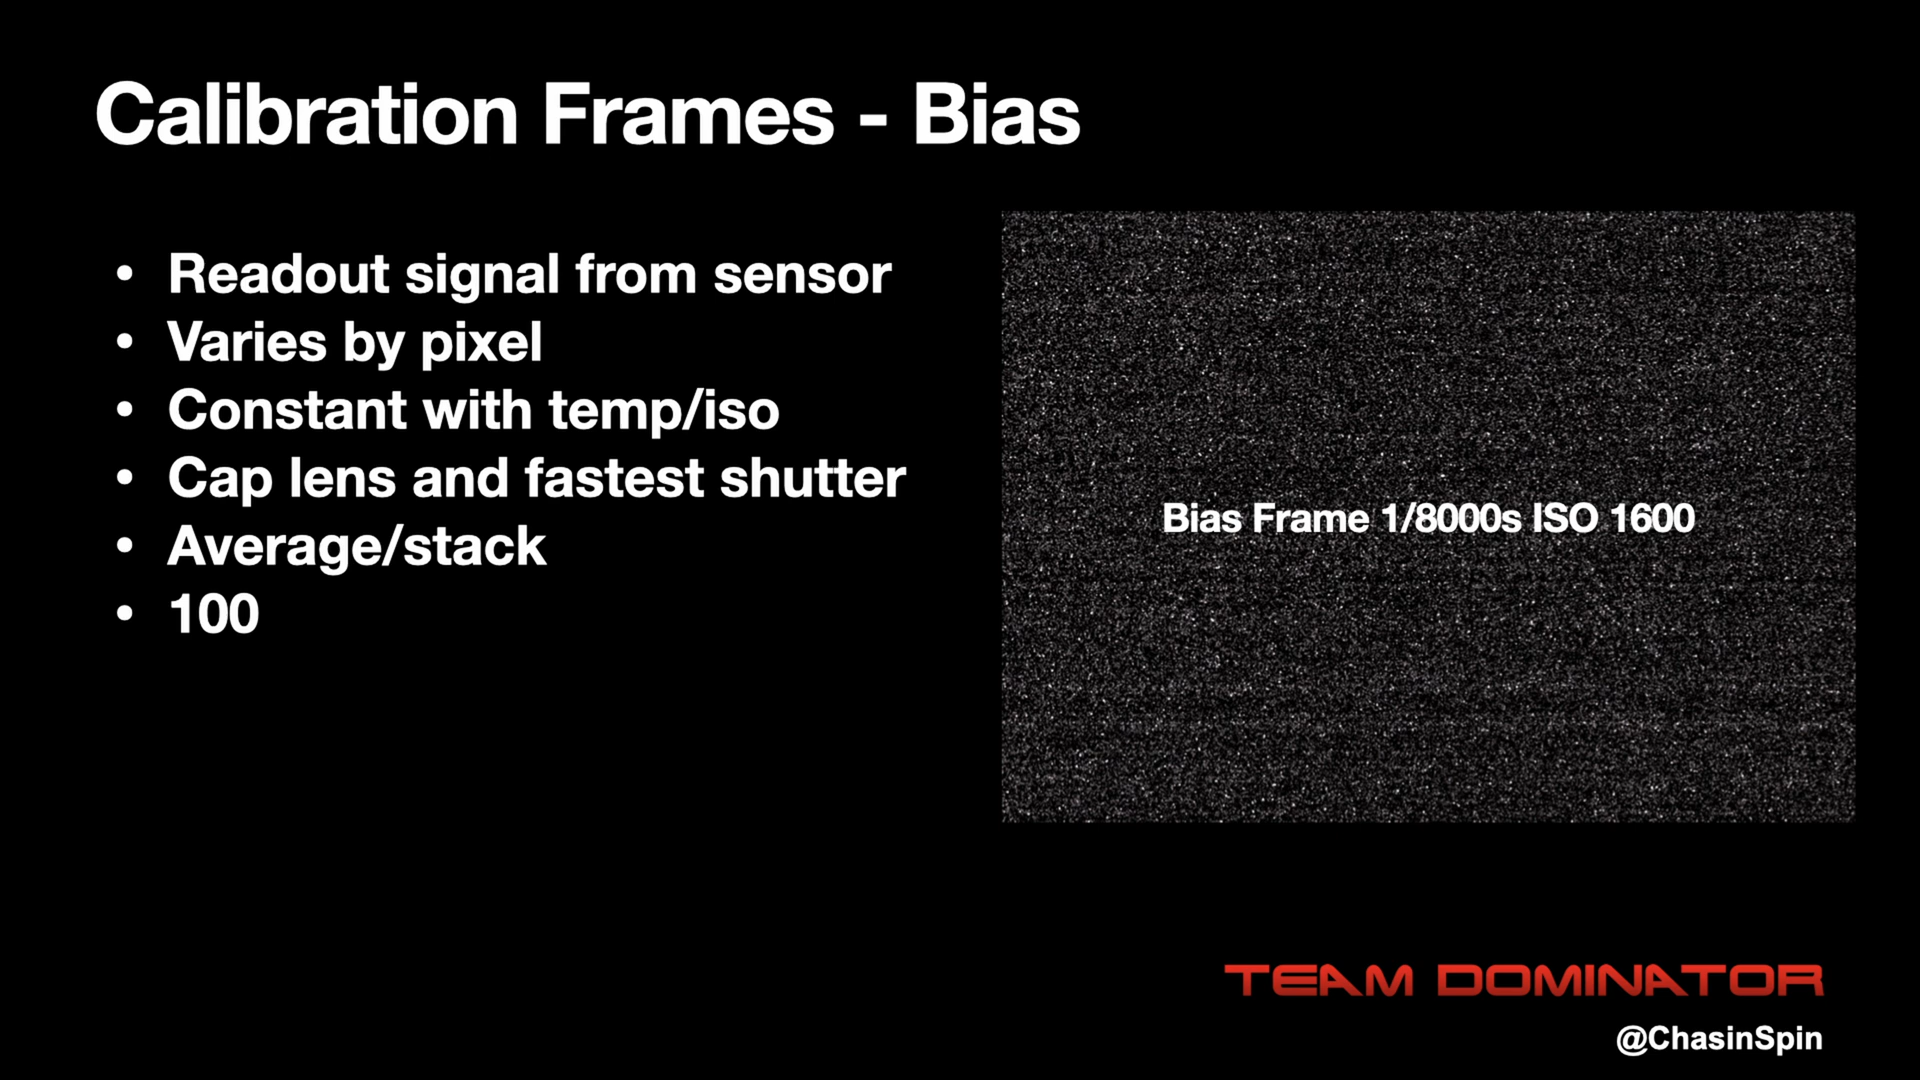 Calibration Frames - Bias
• Readout signal from sensor
• Varies by pixel
• Constant with temp/iso
• Cap lens and fastest shutter
• Average/stack
• 100
Bias Frame 1/8000s ISO 1600
TEAM DOMINATOR
@ChasinSpin